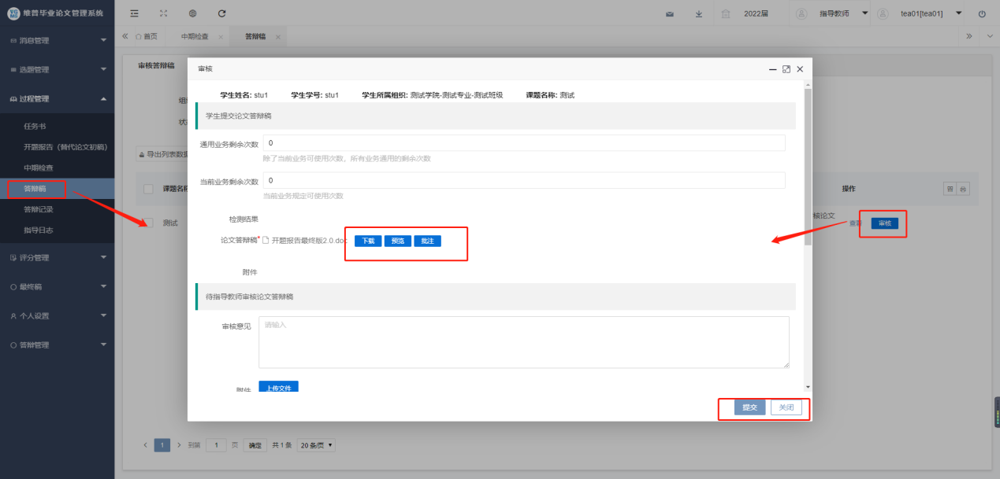 维普毕业论文管理系统
2022届
指导教师
tea01[tea01]
消息管理
选题管理
过程管理
任务书
开题报告（替代论文初稿）
中期检查
答辩稿
答辩记录
指导日志
评分管理
最终稿
个人设置
答辩管理
首页
中期检查
答辩稿
审核答辩稿
导出列表数据
操作
测试
查看
审核
审核
学生姓名: stu1
学生学号: stu1
学生所属组织: 测试学院-测试专业-测试班级
课题名称: 测试
学生提交论文答辩稿
通用业务剩余次数
0
除了当前业务可使用次数，所有业务通用的剩余次数
当前业务剩余次数
0
当前业务规定可使用次数
检测结果
论文答辩稿*
开题报告最终版2.0.doc
下载
预览
批注
附件
待指导教师审核论文答辩稿
审核意见
请输入
附件
上传文件
提交
关闭
1
到第
1
页
确定
共 1 条
20 条/页